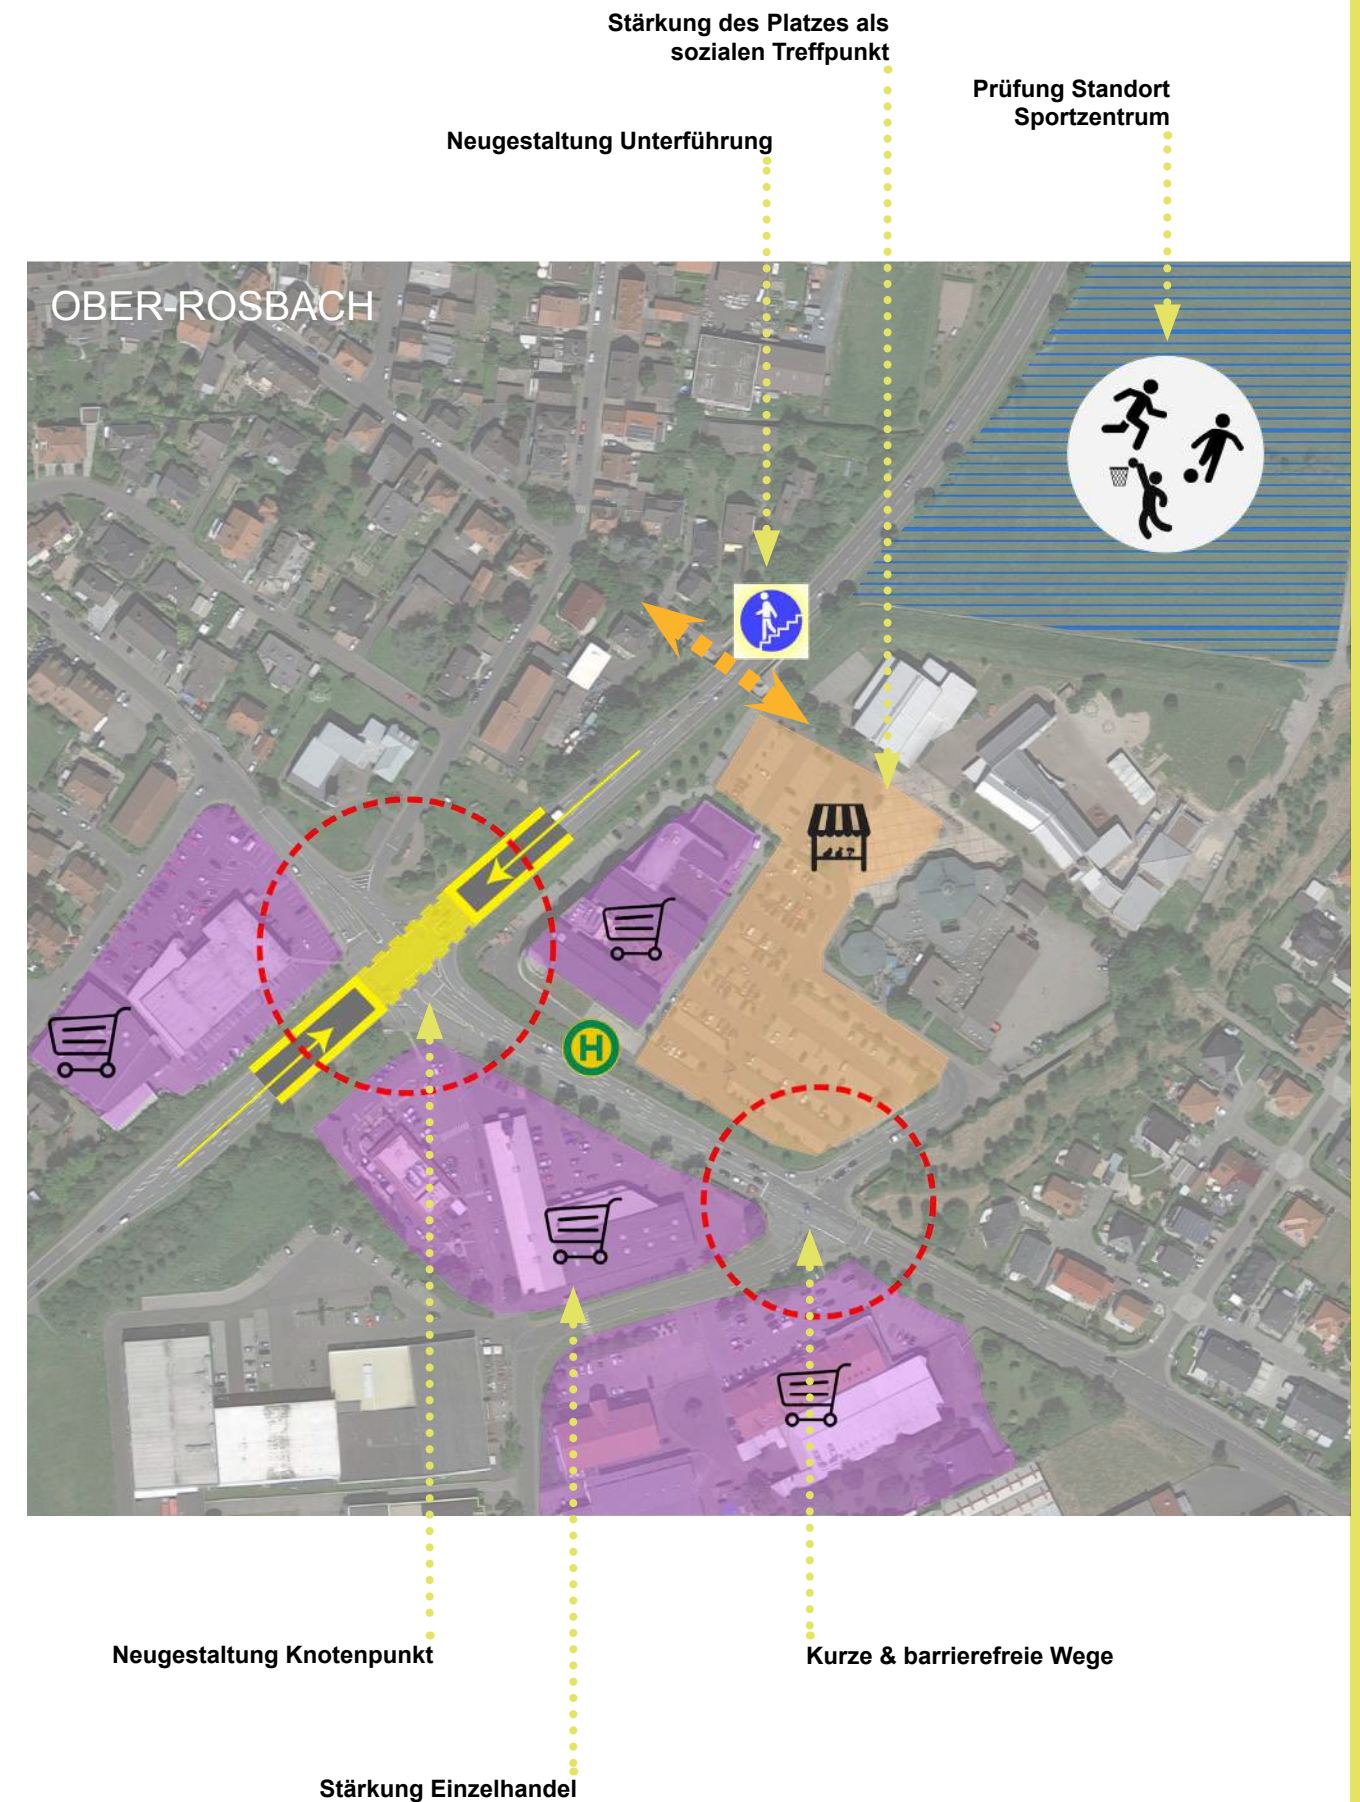 Stärkung des Platzes als
sozialen Treffpunkt
Prüfung Standort
Sportzentrum
Neugestaltung Unterführung
OBER-ROSBACH
H
Neugestaltung Knotenpunkt
Kurze & barrierefreie Wege
Stärkung Einzelhandel